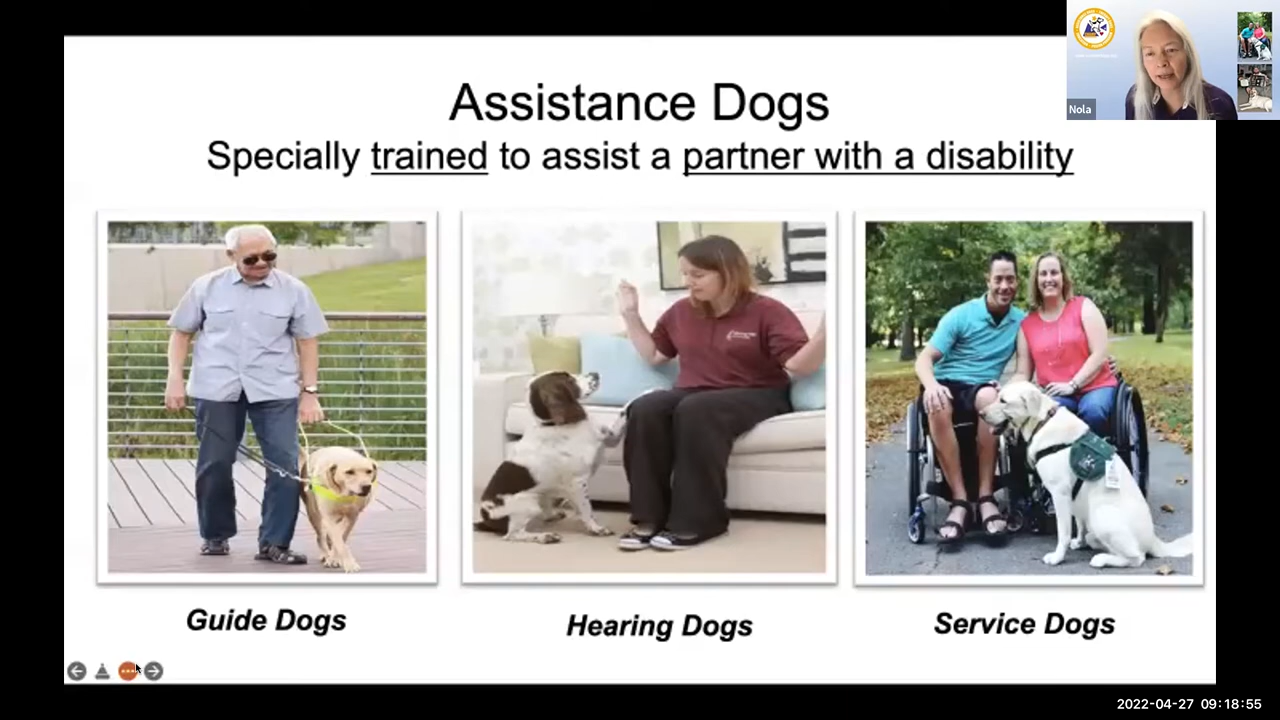 Assistance Dogs
Specially trained to assist a partner with a disability
Guide Dogs
Hearing Dogs
Service Dogs
Nola
2022-04-27 09:18:55